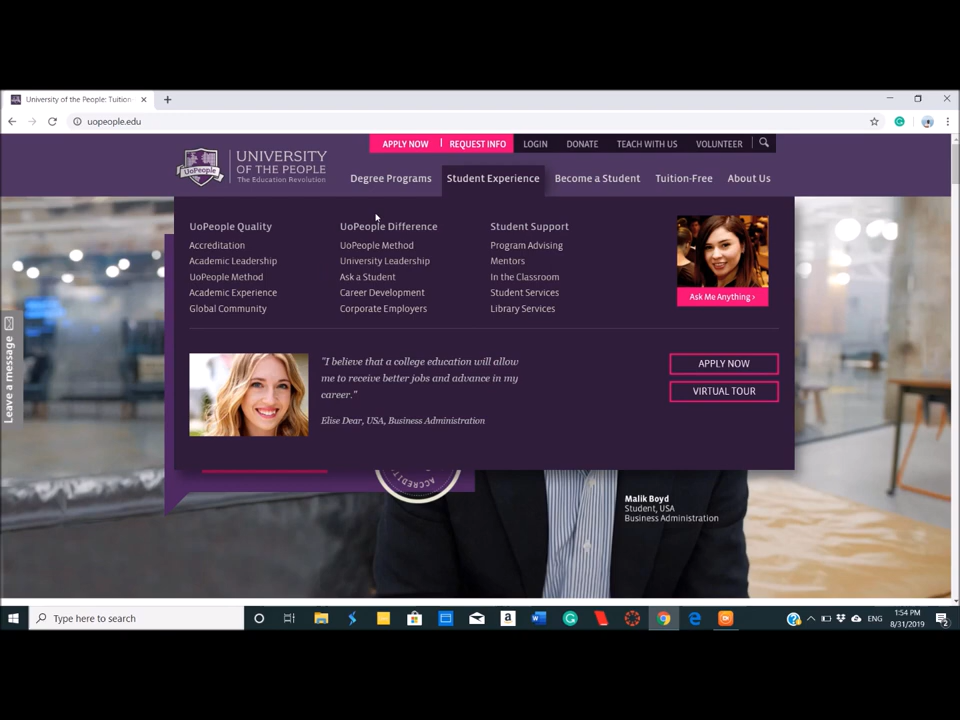 University of the People: Tuition
uopeople.edu
APPLY NOW
REQUEST INFO
LOGIN
DONATE
TEACH WITH US
VOLUNTEER
UoPeople
UNIVERSITY
OF THE PEOPLE
The Education Revolution
Degree Programs
Student Experience
Become a Student
Tuition-Free
About Us
UoPeople Quality
Accreditation
Academic Leadership
UoPeople Method
Academic Experience
Global Community
UoPeople Difference
UoPeople Method
University Leadership
Ask a Student
Career Development
Corporate Employers
Student Support
Program Advising
Mentors
In the Classroom
Student Services
Library Services
Ask Me Anything ›
Leave a message
"I believe that a college education will allow
me to receive better jobs and advance in my
career."
Elise Dear, USA, Business Administration
APPLY NOW
VIRTUAL TOUR
Malik Boyd
Student, USA
Business Administration
Type here to search
ENG
1:54 PM
8/31/2019